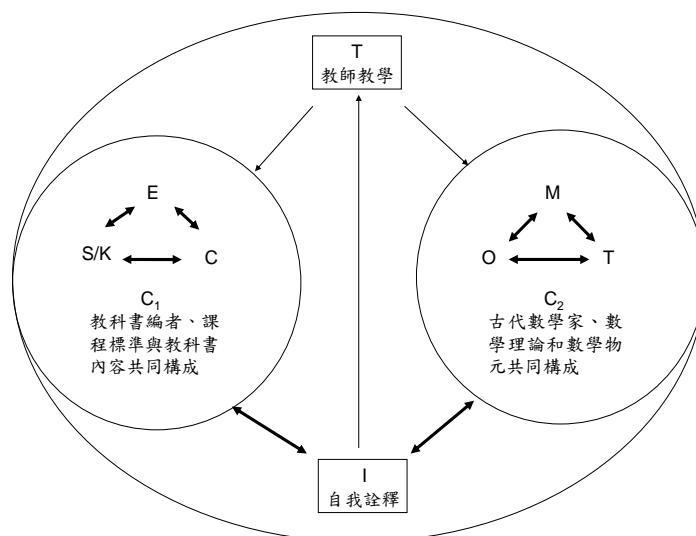 T
教師教學
E
S/K
C
C₁
教科書編者、課
程標準與教科書
內容共同構成
M
O
T
C₂
古代數學家、數
學理論和數學物
元共同構成
I
自我詮釋